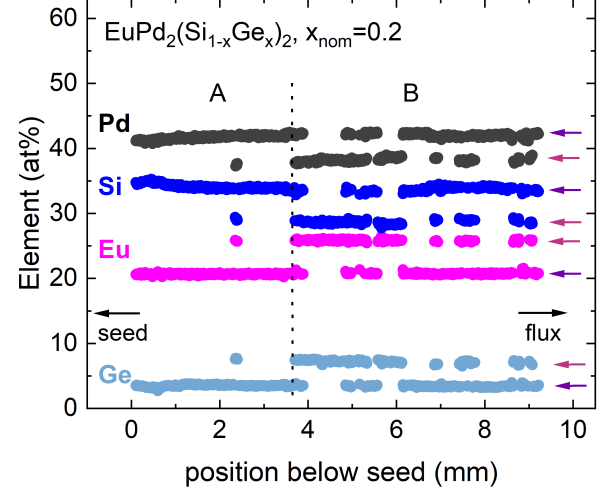 EuPd₂(Si₁₋ₓGeₓ)₂, xₙₒₘ=0.2
60
50
40
30
20
10
0
Element (at%)
A
B
Pd
Si
Eu
Ge
seed
flux
0
2
4
6
8
10
position below seed (mm)